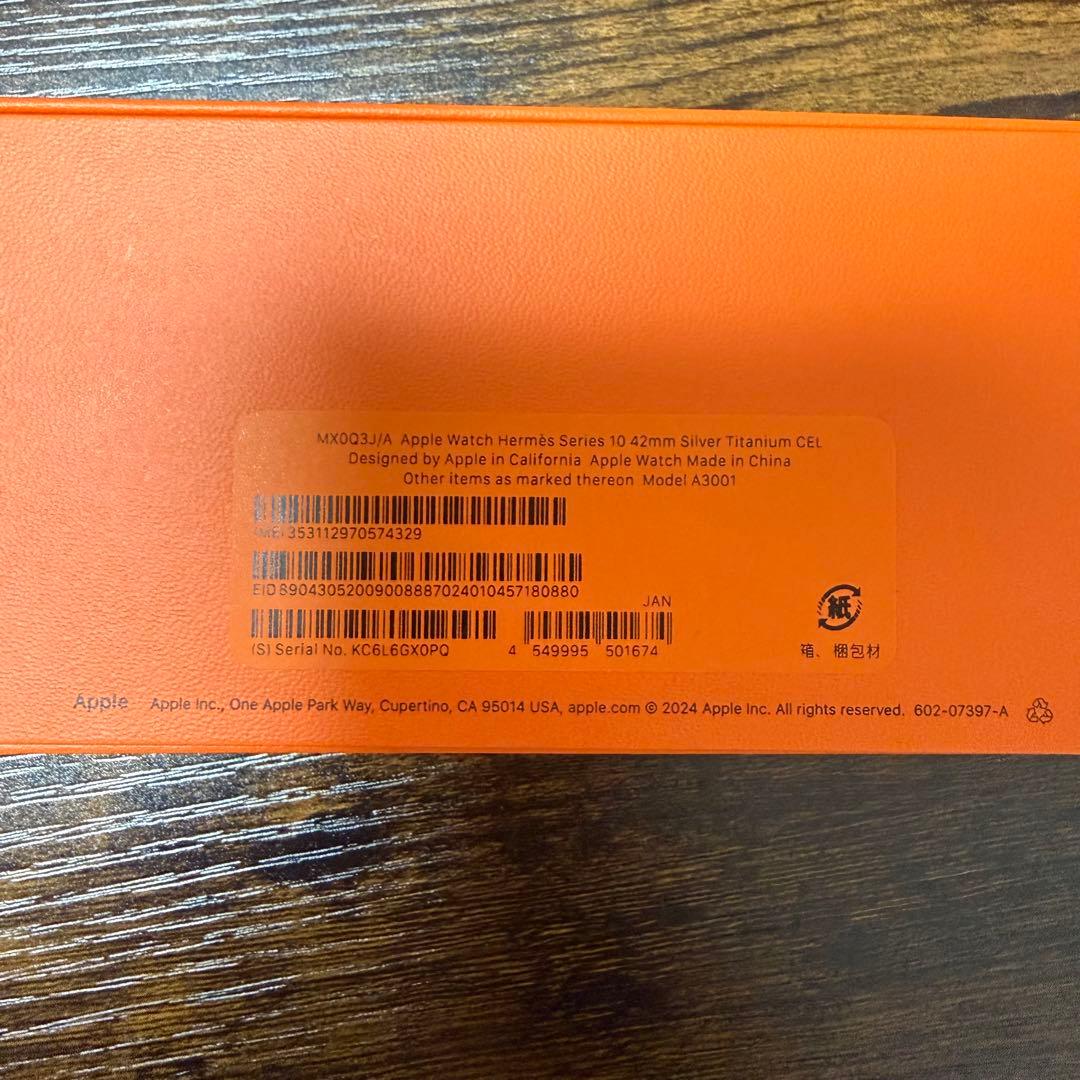 MX0Q3J/A Apple Watch Hermès Series 10 42mm Silver Titanium CEL
Designed by Apple in California Apple Watch Made in China
Other items as marked thereon Model A3001
IMEI 353112970574329
EID 89043052009008887024010457180880
JAN
(S) Serial No. KC6L6GX0PQ
4 549995 501674
紙
箱、梱包材
Apple Apple Inc., One Apple Park Way, Cupertino, CA 95014 USA, apple.com © 2024 Apple Inc. All rights reserved. 602-07397-A